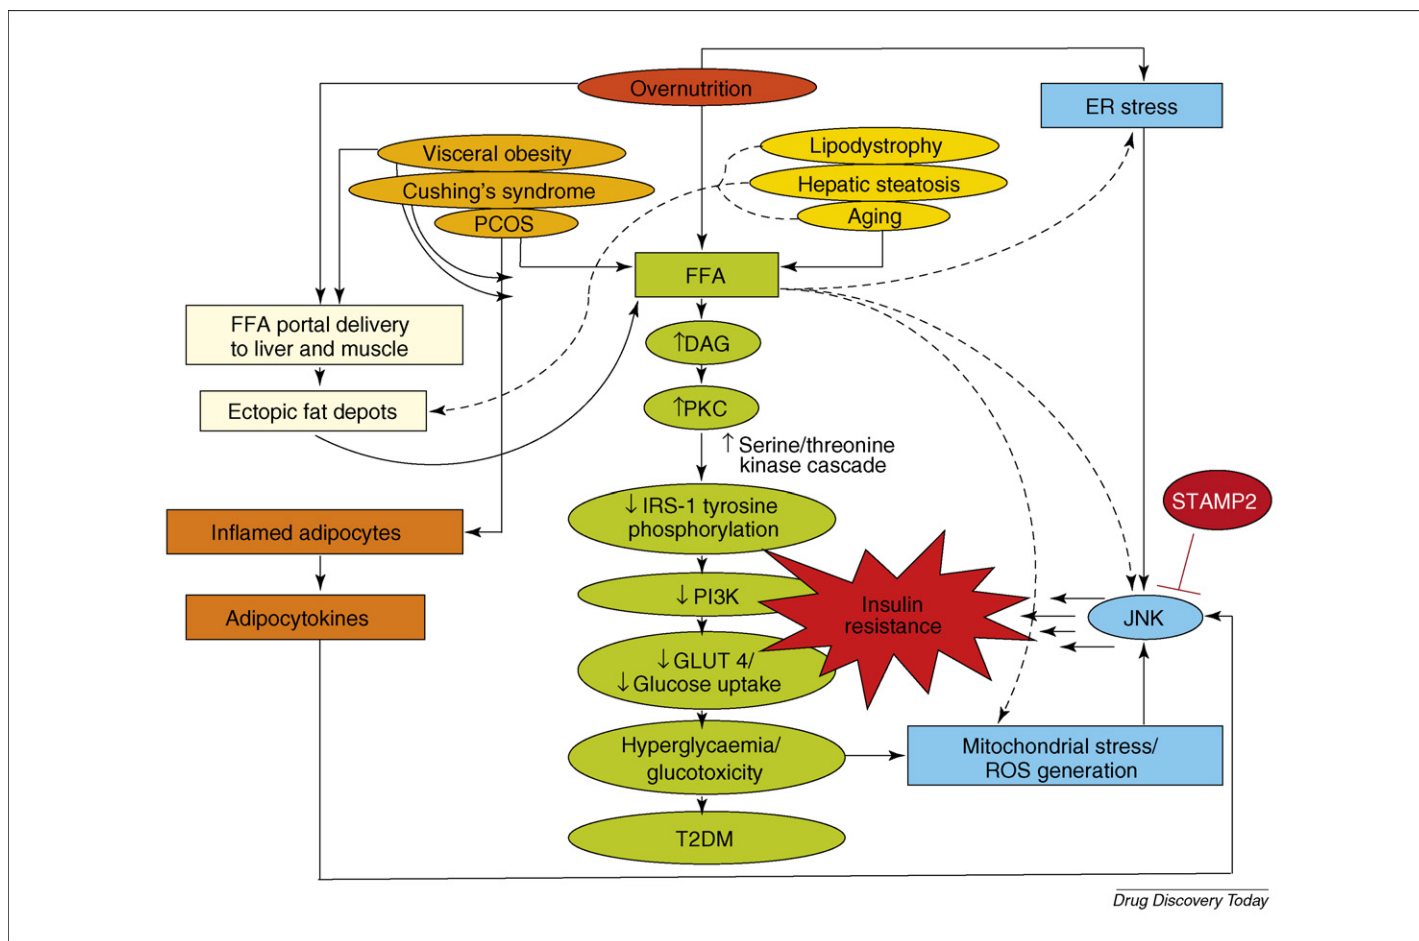 Overnutrition
ER stress
Visceral obesity
Cushing's syndrome
PCOS
Lipodystrophy
Hepatic steatosis
Aging
FFA
FFA portal delivery
to liver and muscle
↑DAG
Ectopic fat depots
↑PKC
↑ Serine/threonine
kinase cascade
↓ IRS-1 tyrosine
phosphorylation
STAMP2
Inflamed adipocytes
↓ PI3K
Insulin
resistance
JNK
Adipocytokines
↓ GLUT 4/
↓ Glucose uptake
Hyperglycaemia/
glucotoxicity
Mitochondrial stress/
ROS generation
T2DM
Drug Discovery Today